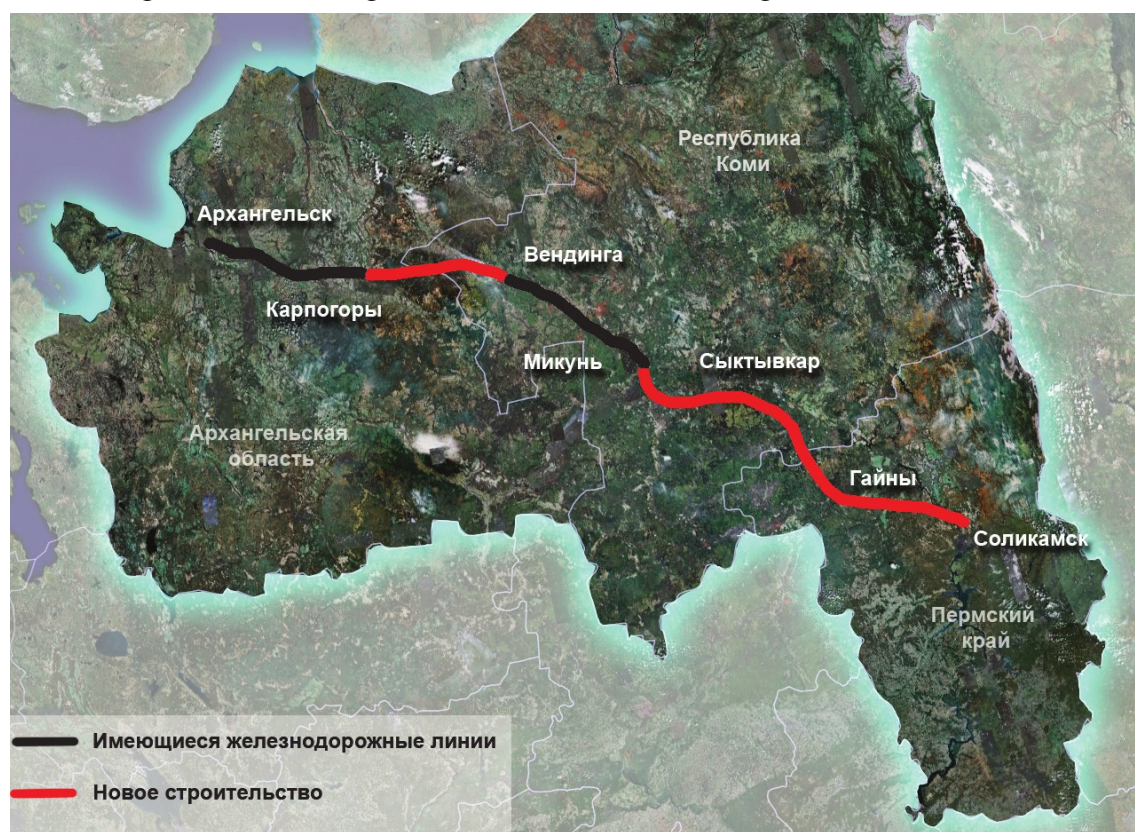 Республика
Коми
Архангельск
Вендинга
Карпогоры
Микунь
Сыктывкар
Архангельская
область
Гайны
Соликамск
Пермский
край
Имеющиеся железнодорожные линии
Новое строительство